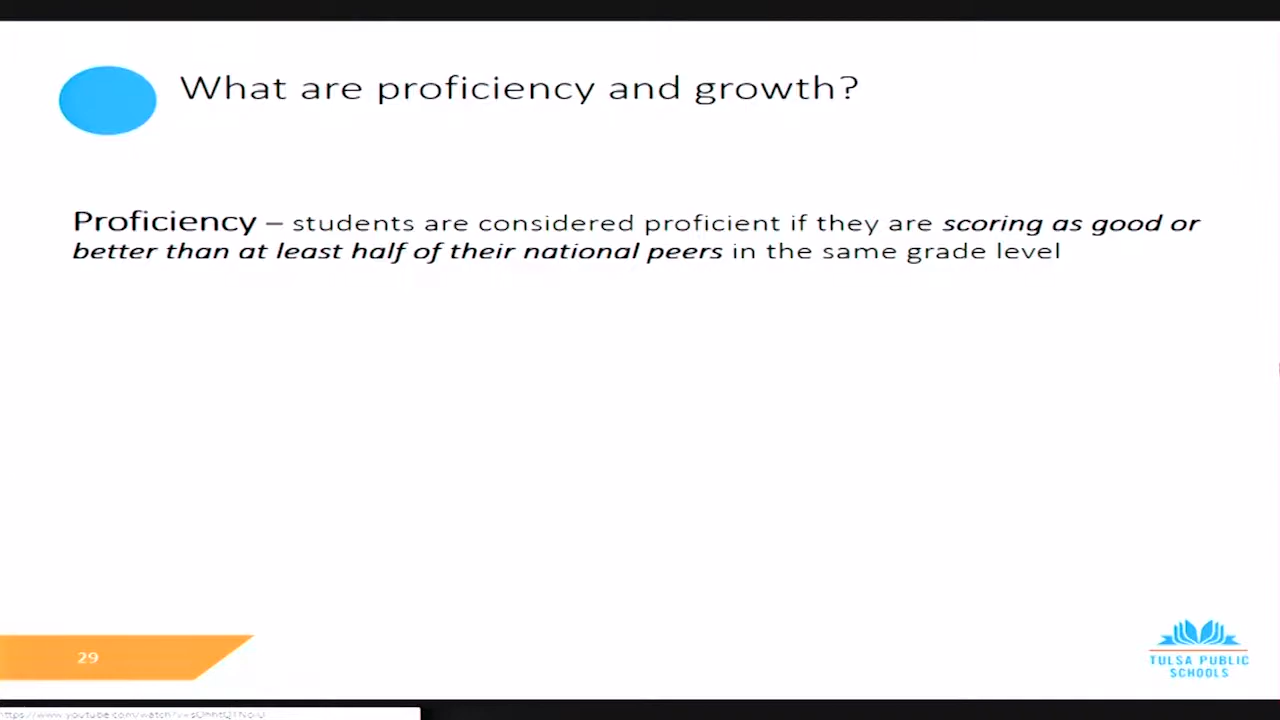 What are proficiency and growth?
Proficiency – students are considered proficient if they are scoring as good or
better than at least half of their national peers in the same grade level
29
TULSA PUBLIC
SCHOOLS